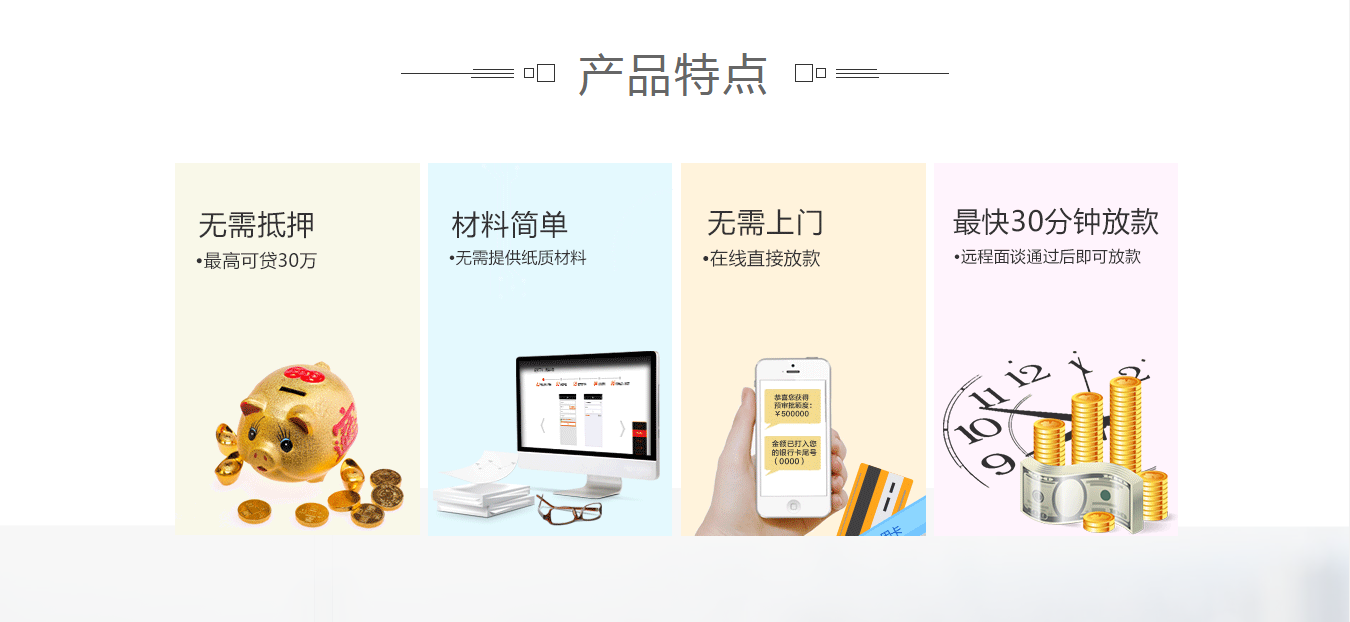 产品特点
无需抵押
•最高可贷30万
材料简单
•无需提供纸质材料
无需上门
•在线直接放款
恭喜您获得
预审批额度：
￥500000
金额已打入您
的银行卡尾号
（0000）
最快30分钟放款
•远程面谈通过后即可放款
11
12
2
10
9